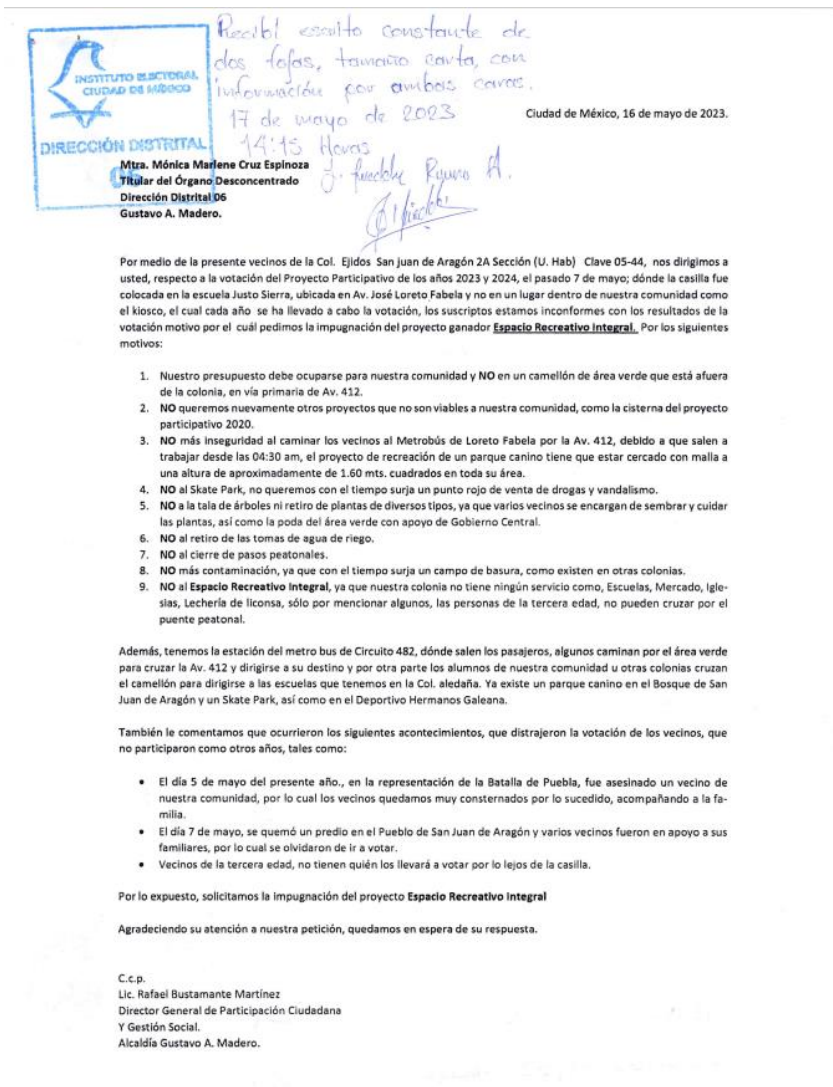 Recibí escrito constante de
dos fojas, tamaño carta, con
información por ambas caras.
17 de mayo de 2023
14:15 Horas
INSTITUTO ELECTORAL
CIUDAD DE MÉXICO
DIRECCIÓN DISTRITAL
Ciudad de México, 16 de mayo de 2023.
Mtra. Mónica Marlene Cruz Espinoza
Titular del Órgano Desconcentrado
Dirección Distrital 06
Gustavo A. Madero.
Por medio de la presente vecinos de la Col. Ejidos San juan de Aragón 2A Sección (U. Hab) Clave 05-44, nos dirigimos a
usted, respecto a la votación del Proyecto Participativo de los años 2023 y 2024, el pasado 7 de mayo; dónde la casilla fue
colocada en la escuela Justo Sierra, ubicada en Av. José Loreto Fabela y no en un lugar dentro de nuestra comunidad como
el kiosco, el cual cada año se ha llevado a cabo la votación, los suscriptos estamos inconformes con los resultados de la
votación motivo por el cuál pedimos la impugnación del proyecto ganador Espacio Recreativo Integral. Por los siguientes
motivos:
1. Nuestro presupuesto debe ocuparse para nuestra comunidad y NO en un camellón de área verde que está afuera
de la colonia, en vía primaria de Av. 412.
2. NO queremos nuevamente otros proyectos que no son viables a nuestra comunidad, como la cisterna del proyecto
participativo 2020.
3. NO más inseguridad al caminar los vecinos al Metrobús de Loreto Fabela por la Av. 412, debido a que salen a
trabajar desde las 04:30 am, el proyecto de recreación de un parque canino tiene que estar cercado con malla a
una altura de aproximadamente de 1.60 mts. cuadrados en toda su área.
4. NO al Skate Park, no queremos con el tiempo surja un punto rojo de venta de drogas y vandalismo.
5. NO a la tala de árboles ni retiro de plantas de diversos tipos, ya que varios vecinos se encargan de sembrar y cuidar
las plantas, así como la poda del área verde con apoyo de Gobierno Central.
6. NO al retiro de las tomas de agua de riego.
7. NO al cierre de pasos peatonales.
8. NO más contaminación, ya que con el tiempo surja un campo de basura, como existen en otras colonias.
9. NO al Espacio Recreativo Integral, ya que nuestra colonia no tiene ningún servicio como, Escuelas, Mercado, Igle-
sias, Lechería de liconsa, sólo por mencionar algunos, las personas de la tercera edad, no pueden cruzar por el
puente peatonal.
Además, tenemos la estación del metro bus de Circuito 482, dónde salen los pasajeros, algunos caminan por el área verde
para cruzar la Av. 412 y dirigirse a su destino y por otra parte los alumnos de nuestra comunidad u otras colonias cruzan
el camellón para dirigirse a las escuelas que tenemos en la Col. aledaña. Ya existe un parque canino en el Bosque de San
Juan de Aragón y un Skate Park, así como en el Deportivo Hermanos Galeana.
También le comentamos que ocurrieron los siguientes acontecimientos, que distrajeron la votación de los vecinos, que
no participaron como otros años, tales como:
• El día 5 de mayo del presente año., en la representación de la Batalla de Puebla, fue asesinado un vecino de
nuestra comunidad, por lo cual los vecinos quedamos muy consternados por lo sucedido, acompañando a la fa-
milia.
• El día 7 de mayo, se quemó un predio en el Pueblo de San Juan de Aragón y varios vecinos fueron en apoyo a sus
familiares, por lo cual se olvidaron de ir a votar.
• Vecinos de la tercera edad, no tienen quién los llevará a votar por lo lejos de la casilla.
Por lo expuesto, solicitamos la impugnación del proyecto Espacio Recreativo Integral
Agradeciendo su atención a nuestra petición, quedamos en espera de su respuesta.
C.c.p.
Lic. Rafael Bustamante Martínez
Director General de Participación Ciudadana
Y Gestión Social.
Alcaldía Gustavo A. Madero.